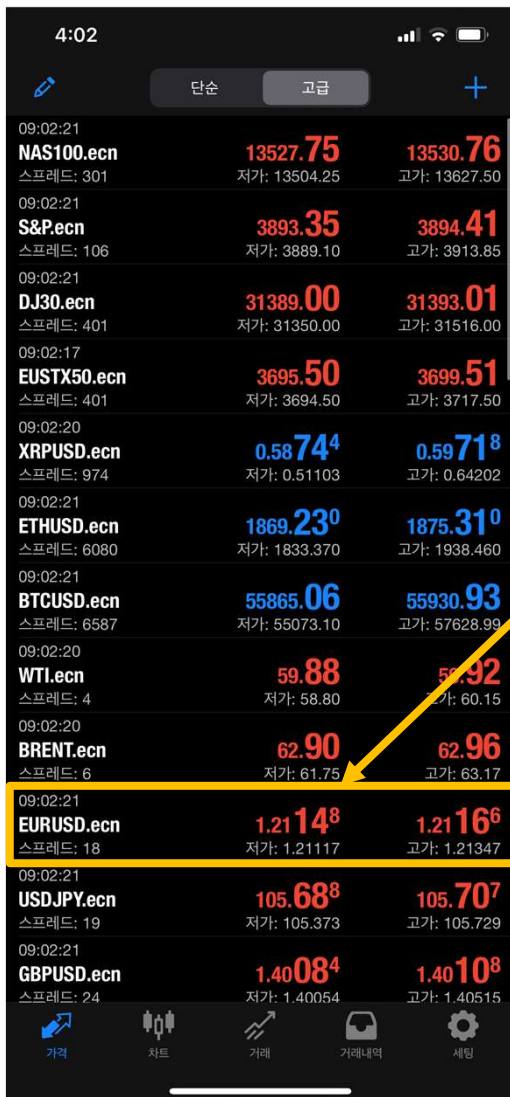 4:02
단순 고급
09:02:21
NAS100.ecn 13527.75 13530.76
스프레드: 301 저가: 13504.25 고가: 13627.50
09:02:21
S&P.ecn 3893.35 3894.41
스프레드: 106 저가: 3889.10 고가: 3913.85
09:02:21
DJ30.ecn 31389.00 31393.01
스프레드: 401 저가: 31350.00 고가: 31516.00
09:02:17
EUSTX50.ecn 3695.50 3699.51
스프레드: 401 저가: 3694.50 고가: 3717.50
09:02:20
XRPUSD.ecn 0.58744 0.59718
스프레드: 974 저가: 0.51103 고가: 0.64202
09:02:21
ETHUSD.ecn 1869.230 1875.310
스프레드: 6080 저가: 1833.370 고가: 1938.460
09:02:21
BTCUSD.ecn 55865.06 55930.93
스프레드: 6587 저가: 55073.10 고가: 57628.99
09:02:20
WTI.ecn 59.88 59.92
스프레드: 4 저가: 58.80 고가: 60.15
09:02:20
BRENT.ecn 62.90 62.96
스프레드: 6 저가: 61.75 고가: 63.17
09:02:21
EURUSD.ecn 1.21148 1.21166
스프레드: 18 저가: 1.21117 고가: 1.21347
09:02:21
USDJPY.ecn 105.688 105.707
스프레드: 19 저가: 105.373 고가: 105.729
09:02:21
GBPUSD.ecn 1.40084 1.40108
스프레드: 24 저가: 1.40054 고가: 1.40515
가격 차트 거래 거래내역 세팅